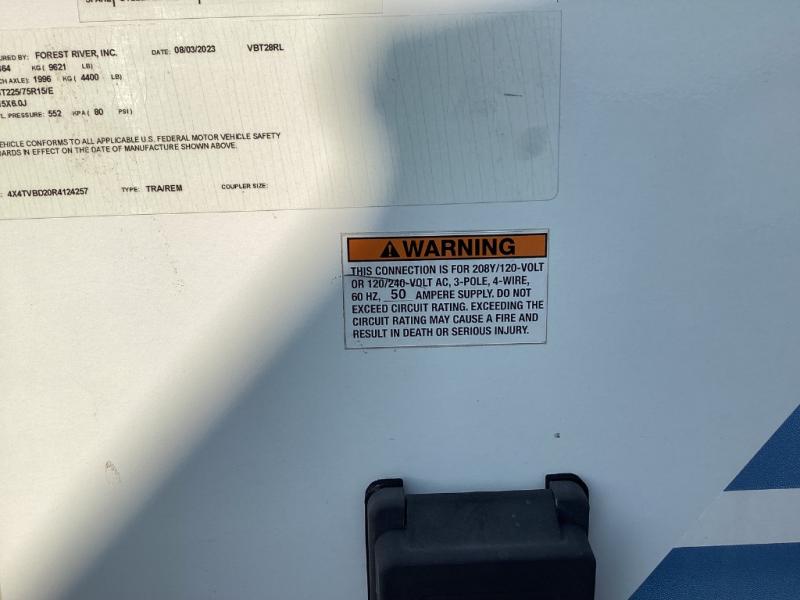 URED BY: FOREST RIVER, INC. DATE: 08/03/2023 VBT28RL
64 KG ( 9621 LB)
CH AXLE): 1996 KG ( 4400 LB)
T225/75R15/E
5X6.0J
L PRESSURE: 552 KPA ( 80 PSI)
EHICLE CONFORMS TO ALL APPLICABLE U.S. FEDERAL MOTOR VEHICLE SAFETY
ARDS IN EFFECT ON THE DATE OF MANUFACTURE SHOWN ABOVE.
: 4X4TVBD20R4124257 TYPE: TRA/REM COUPLER SIZE:
WARNING
THIS CONNECTION IS FOR 208Y/120-VOLT
OR 120/240-VOLT AC, 3-POLE, 4-WIRE,
60 HZ, 50 AMPERE SUPPLY. DO NOT
EXCEED CIRCUIT RATING. EXCEEDING THE
CIRCUIT RATING MAY CAUSE A FIRE AND
RESULT IN DEATH OR SERIOUS INJURY.